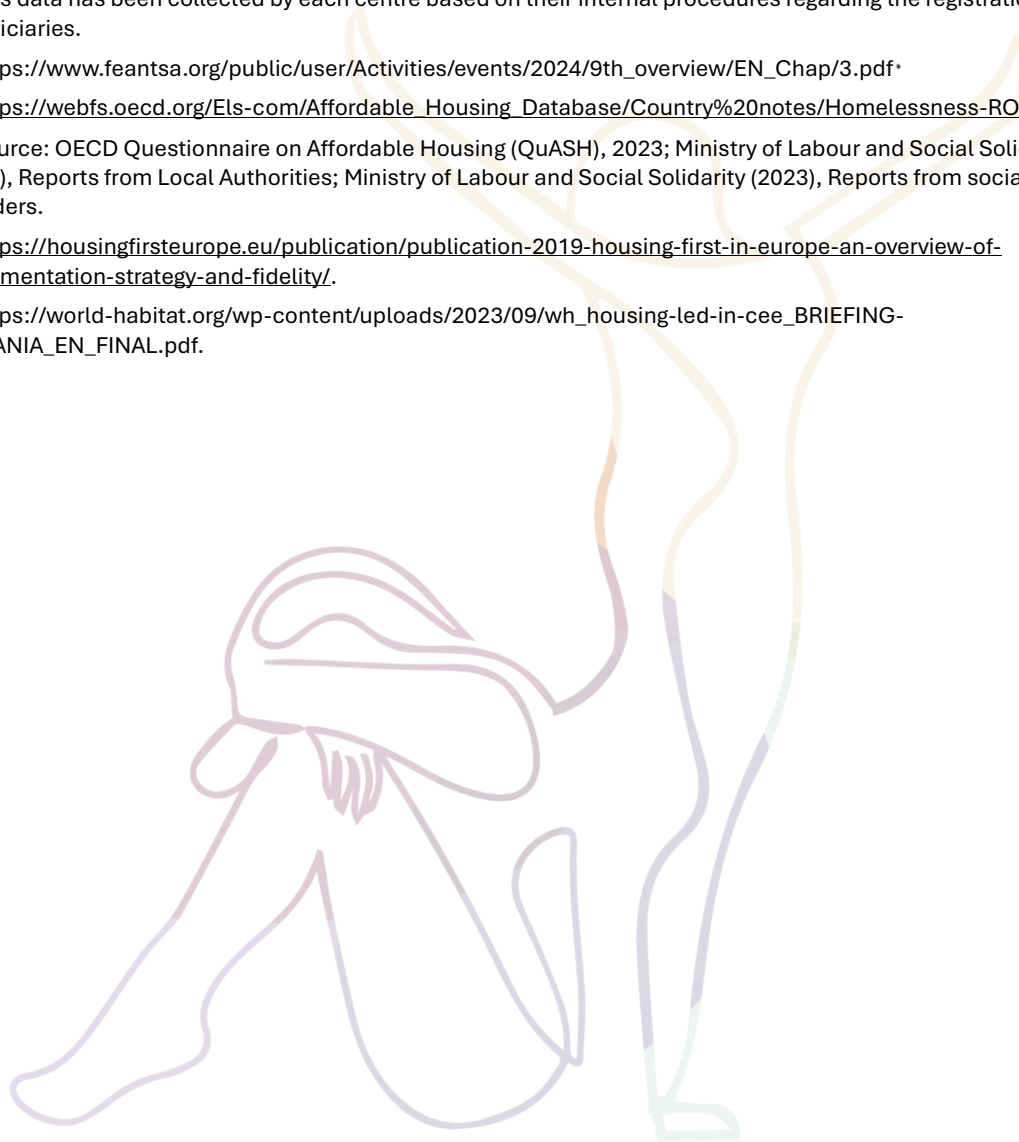 s data has been collected by each centre based on their internal procedures regarding the registratio
iciaries.
ps://www.feantsa.org/public/user/Activities/events/2024/9th_overview/EN_Chap/3.pdf
ps://webfs.oecd.org/Els-com/Affordable_Housing_Database/Country%20notes/Homelessness-RO
urce: OECD Questionnaire on Affordable Housing (QuASH), 2023; Ministry of Labour and Social Soli
), Reports from Local Authorities; Ministry of Labour and Social Solidarity (2023), Reports from socia
ders.
ps://housingfirsteurope.eu/publication/publication-2019-housing-first-in-europe-an-overview-of-
mentation-strategy-and-fidelity/.
ps://world-habitat.org/wp-content/uploads/2023/09/wh_housing-led-in-cee_BRIEFING-
ANIA_EN_FINAL.pdf.